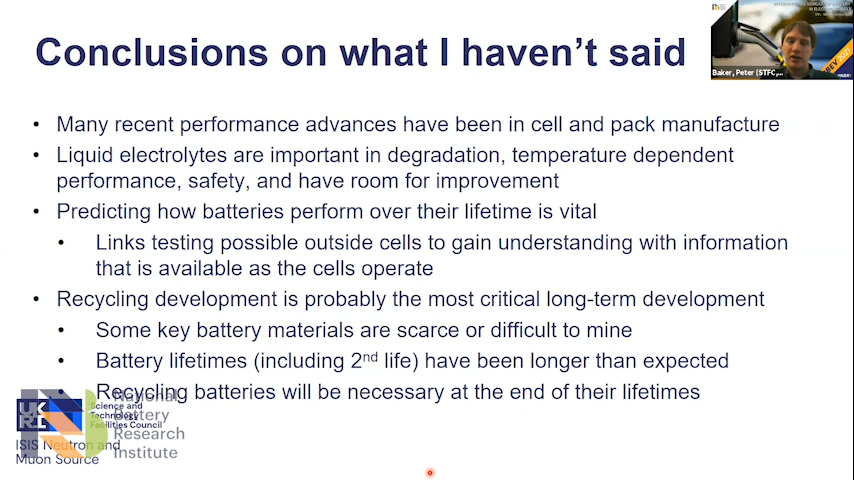 Conclusions on what I haven't said
Baker, Peter (STFC
• Many recent performance advances have been in cell and pack manufacture
• Liquid electrolytes are important in degradation, temperature dependent
performance, safety, and have room for improvement
• Predicting how batteries perform over their lifetime is vital
• Links testing possible outside cells to gain understanding with information
that is available as the cells operate
• Recycling development is probably the most critical long-term development
• Some key battery materials are scarce or difficult to mine
• Battery lifetimes (including 2nd life) have been longer than expected
• Recycling batteries will be necessary at the end of their lifetimes
UKRI
Science and
Technology
Facilities Council
ISIS Neutron and
Muon Source
National
Battery
Research
Institute